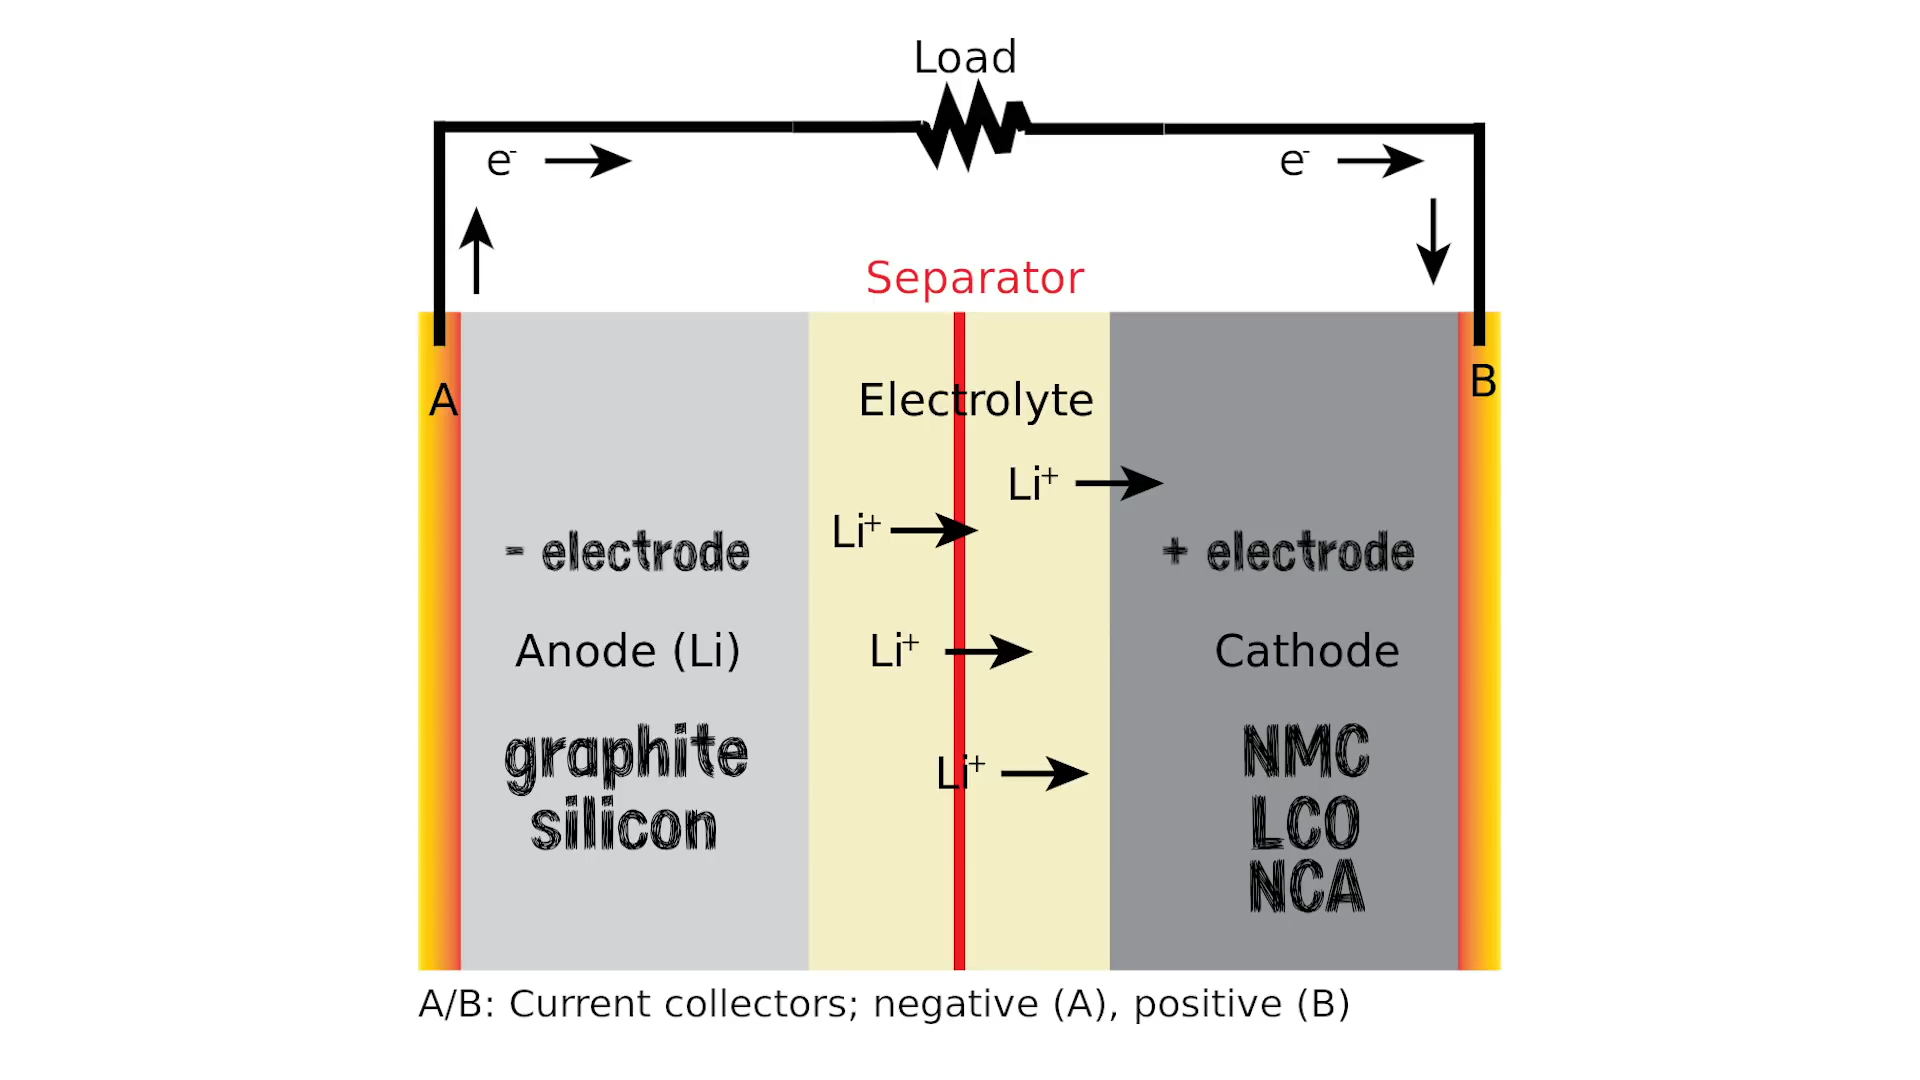 Load
e⁻
e⁻
Separator
A
B
Electrolyte
Li⁺
Li⁺
- electrode
+ electrode
Li⁺
Anode (Li)
Cathode
graphite
silicon
Li⁺
NMC
LCO
NCA
A/B: Current collectors; negative (A), positive (B)